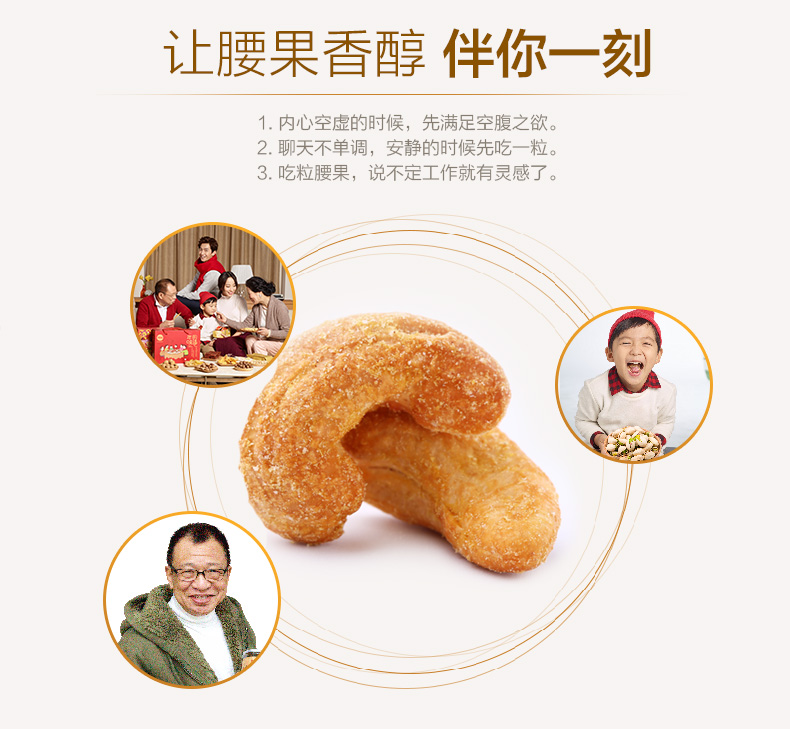 让腰果香醇 伴你一刻
1. 内心空虚的时候，先满足空腹之欲。
2. 聊天不单调，安静的时候先吃一粒。
3. 吃粒腰果，说不定工作就有灵感了。